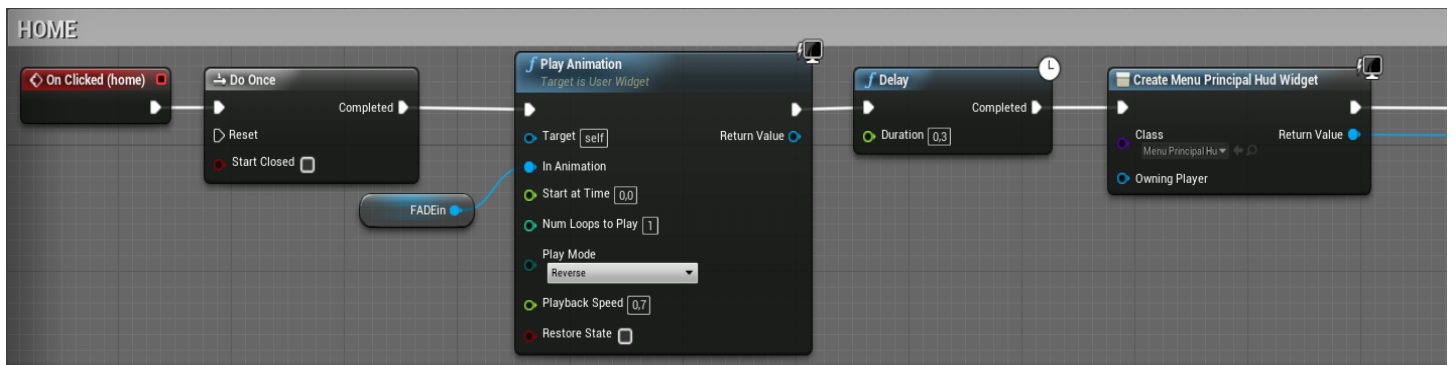 HOME
On Clicked (home)
Do Once
Completed
Reset
Start Closed
FADEin
Play Animation
Target is User Widget
Target self
Return Value
In Animation
Start at Time 0,0
Num Loops to Play 1
Play Mode
Reverse
Playback Speed 0,7
Restore State
Delay
Completed
Duration 0,3
Create Menu Principal Hud Widget
Class
Return Value
Menu Principal Hu
Owning Player